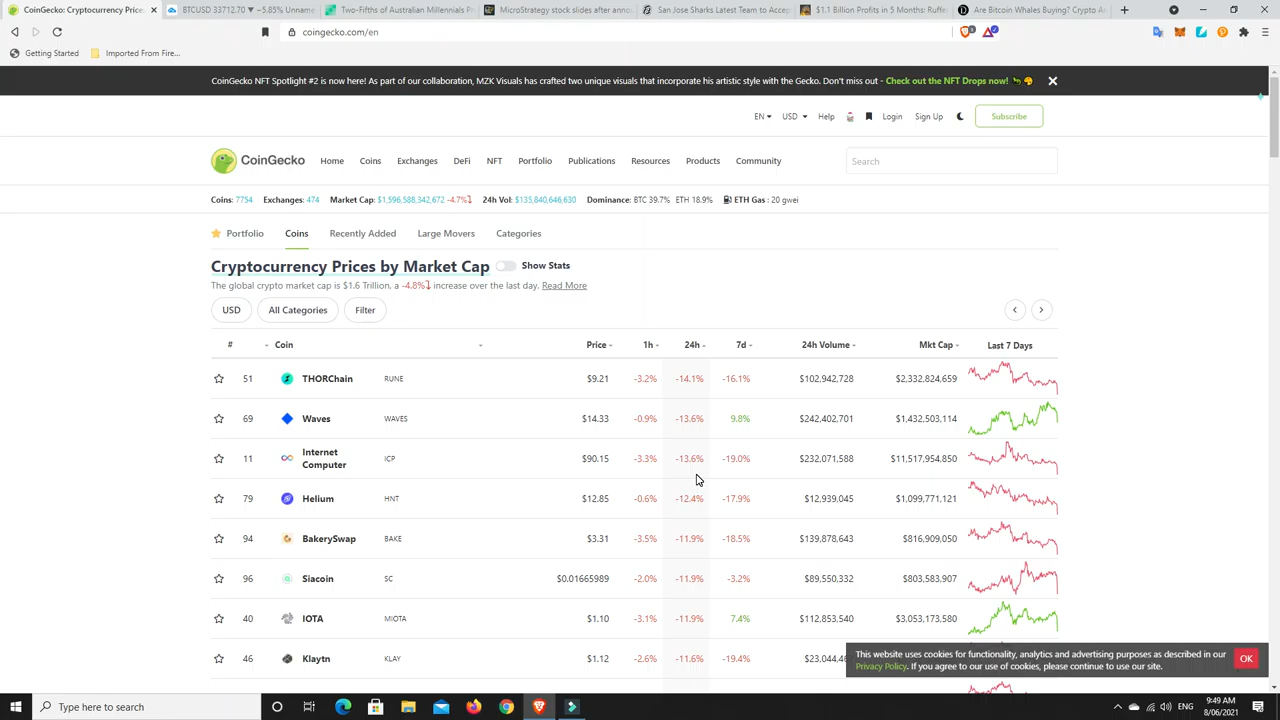 CoinGecko: Cryptocurrency Price
BTCUSD 33712.70 ▼ −5.85% Unname
Two-Fifths of Australian Millennials P
MicroStrategy stock slides after anno
San Jose Sharks Latest Team to Accep
$1.1 Billion Profits in 5 Months: Ruffe
Are Bitcoin Whales Buying? Crypto A
coingecko.com/en
Getting Started
Imported From Fire...
CoinGecko NFT Spotlight #2 is now here! As part of our collaboration, MZK Visuals has crafted two unique visuals that incorporate his artistic style with the Gecko. Don't miss out - Check out the NFT Drops now!
EN USD Help Login Sign Up Subscribe
CoinGecko Home Coins Exchanges DeFi NFT Portfolio Publications Resources Products Community Search
Coins: 7754 Exchanges: 474 Market Cap: $1,596,588,342,672 -4.7% 24h Vol: $135,840,646,630 Dominance: BTC 39.7% ETH 18.9% ETH Gas: 20 gwei
Portfolio Coins Recently Added Large Movers Categories
Cryptocurrency Prices by Market Cap Show Stats
The global crypto market cap is $1.6 Trillion, a -4.8% increase over the last day. Read More
USD All Categories Filter
# Coin Price 1h 24h 7d 24h Volume Mkt Cap Last 7 Days
51 THORChain RUNE $9.21 -3.2% -14.1% -16.1% $102,942,728 $2,332,824,659
69 Waves WAVES $14.33 -0.9% -13.6% 9.8% $242,402,701 $1,432,503,114
11 Internet Computer ICP $90.15 -3.3% -13.6% -19.0% $232,071,588 $11,517,954,850
79 Helium HNT $12.85 -0.6% -12.4% -17.9% $12,939,045 $1,099,771,121
94 BakerySwap BAKE $3.31 -3.5% -11.9% -18.5% $139,878,643 $816,909,050
96 Siacoin SC $0.01665989 -2.0% -11.9% -3.2% $89,550,332 $803,583,907
40 IOTA MIOTA $1.10 -3.1% -11.9% 7.4% $112,853,540 $3,053,173,580
46 Klaytn KLAY $1.12 -2.6% -11.6% -19.4% $23,044,4
This website uses cookies for functionality, analytics and advertising purposes as described in our
Privacy Policy. If you agree to our use of cookies, please continue to use our site.
OK
Type here to search
ENG
9:49 AM
8/06/2021